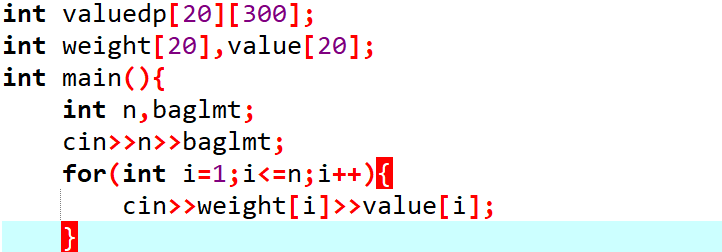 int valuedp[20][300];
int weight[20],value[20];
int main(){
    int n,baglmt;
    cin>>n>>baglmt;
    for(int i=1;i<=n;i++){
        cin>>weight[i]>>value[i];
    }